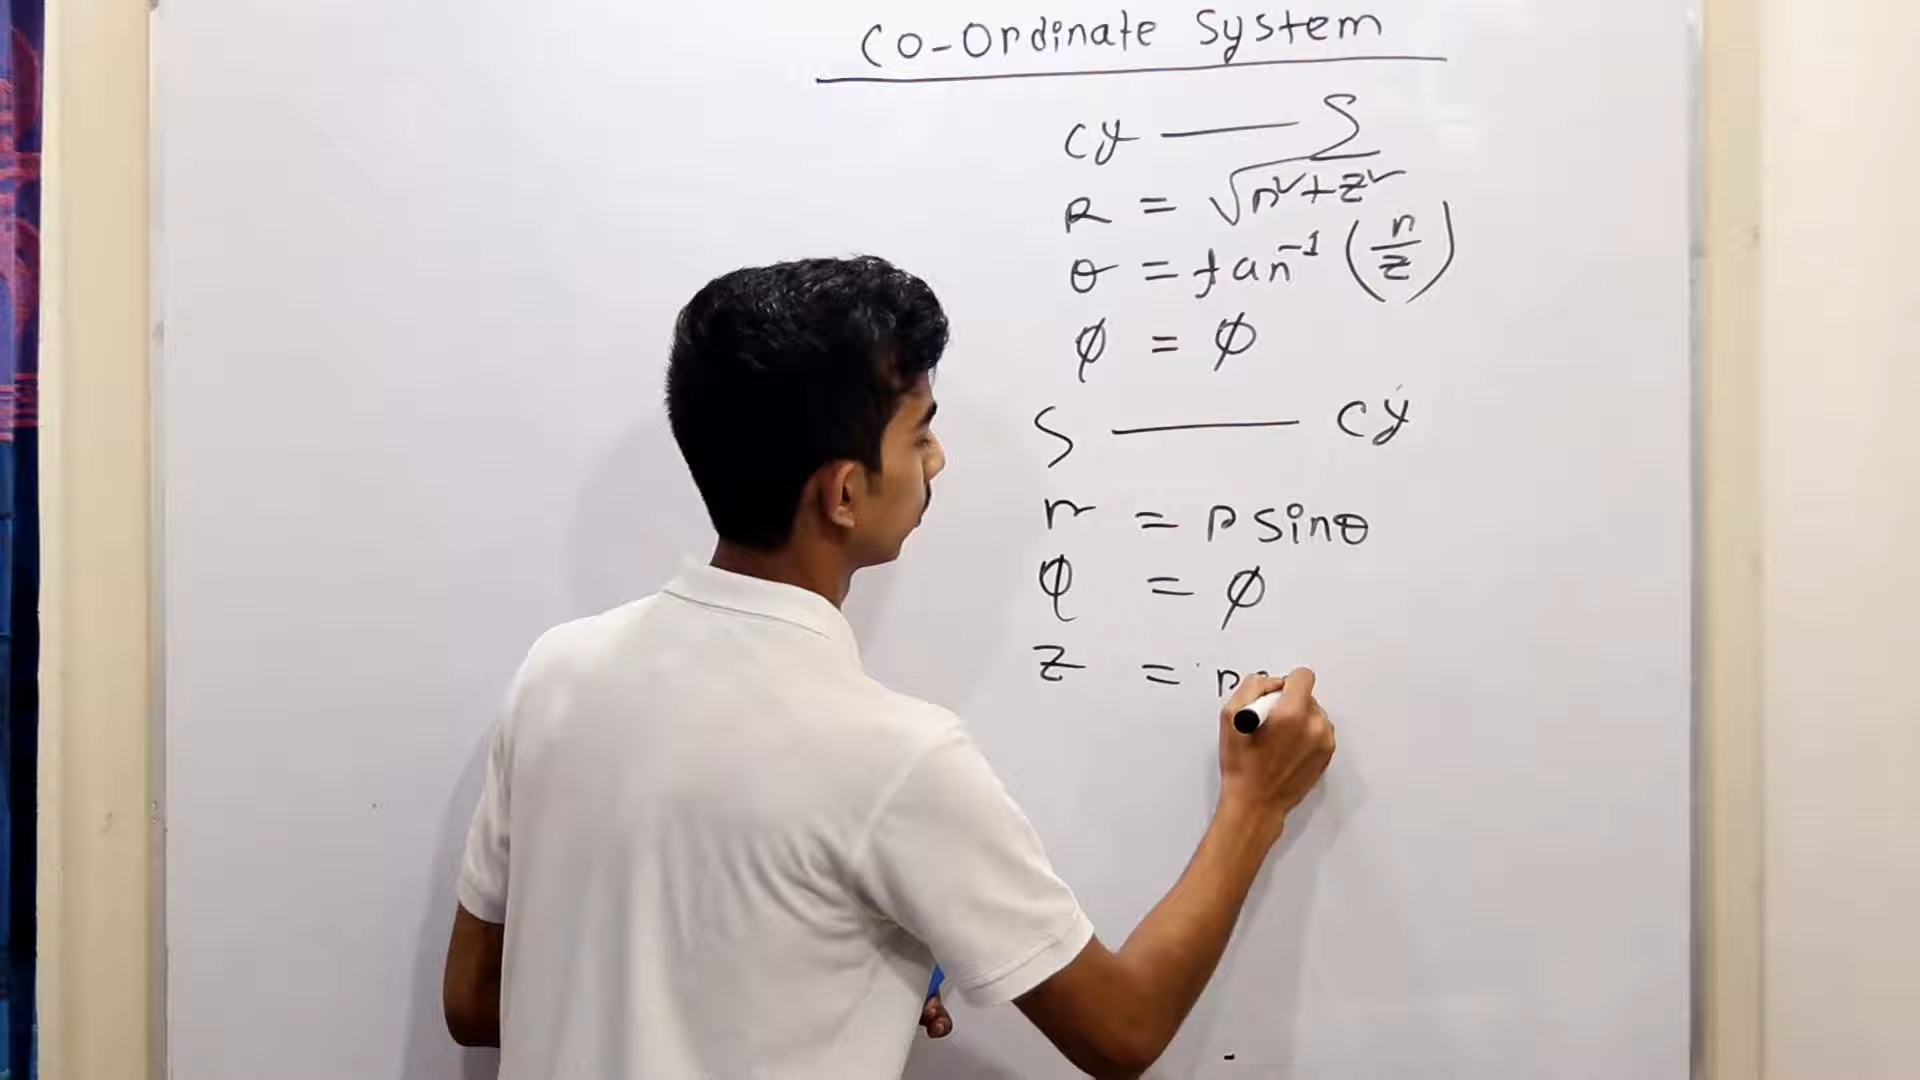 Co-Ordinate System
Cy — S
R = √r²+z²
θ = tan⁻¹ (r/z)
φ = φ
S — Cy
r = R sinθ
φ = φ
z =